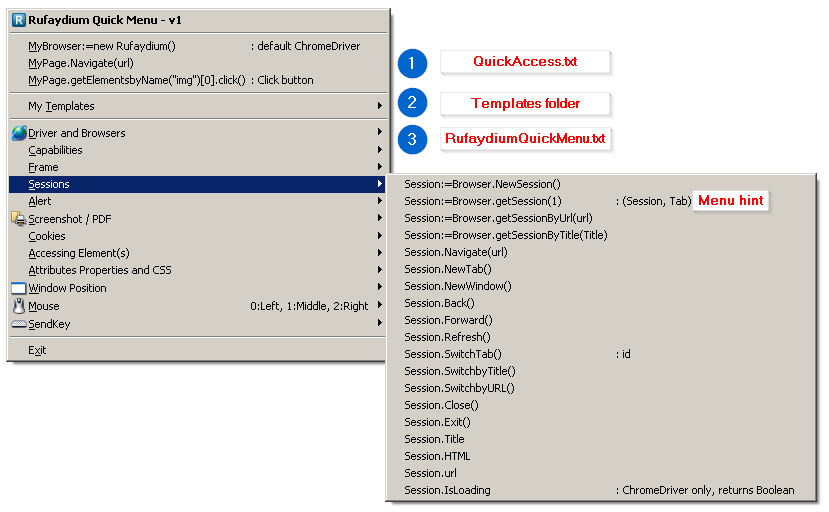 R Rufaydium Quick Menu - v1
MyBrowser:=new Rufaydium() : default ChromeDriver
MyPage.Navigate(url)
MyPage.getElementsbyName("img")[0].click() : Click button
My Templates
Driver and Browsers
Capabilities
Frame
Sessions
Alert
Screenshot / PDF
Cookies
Accessing Element(s)
Attributes Properties and CSS
Window Position
Mouse 0:Left, 1:Middle, 2:Right
SendKey
Exit
1 QuickAccess.txt
2 Templates folder
3 RufaydiumQuickMenu.txt
Session:=Browser.NewSession()
Session:=Browser.getSession(1) : (Session, Tab) Menu hint
Session:=Browser.getSessionByUrl(url)
Session:=Browser.getSessionByTitle(Title)
Session.Navigate(url)
Session.NewTab()
Session.NewWindow()
Session.Back()
Session.Forward()
Session.Refresh()
Session.SwitchTab() : id
Session.SwitchbyTitle()
Session.SwitchbyURL()
Session.Close()
Session.Exit()
Session.Title
Session.HTML
Session.url
Session.IsLoading : ChromeDriver only, returns Boolean